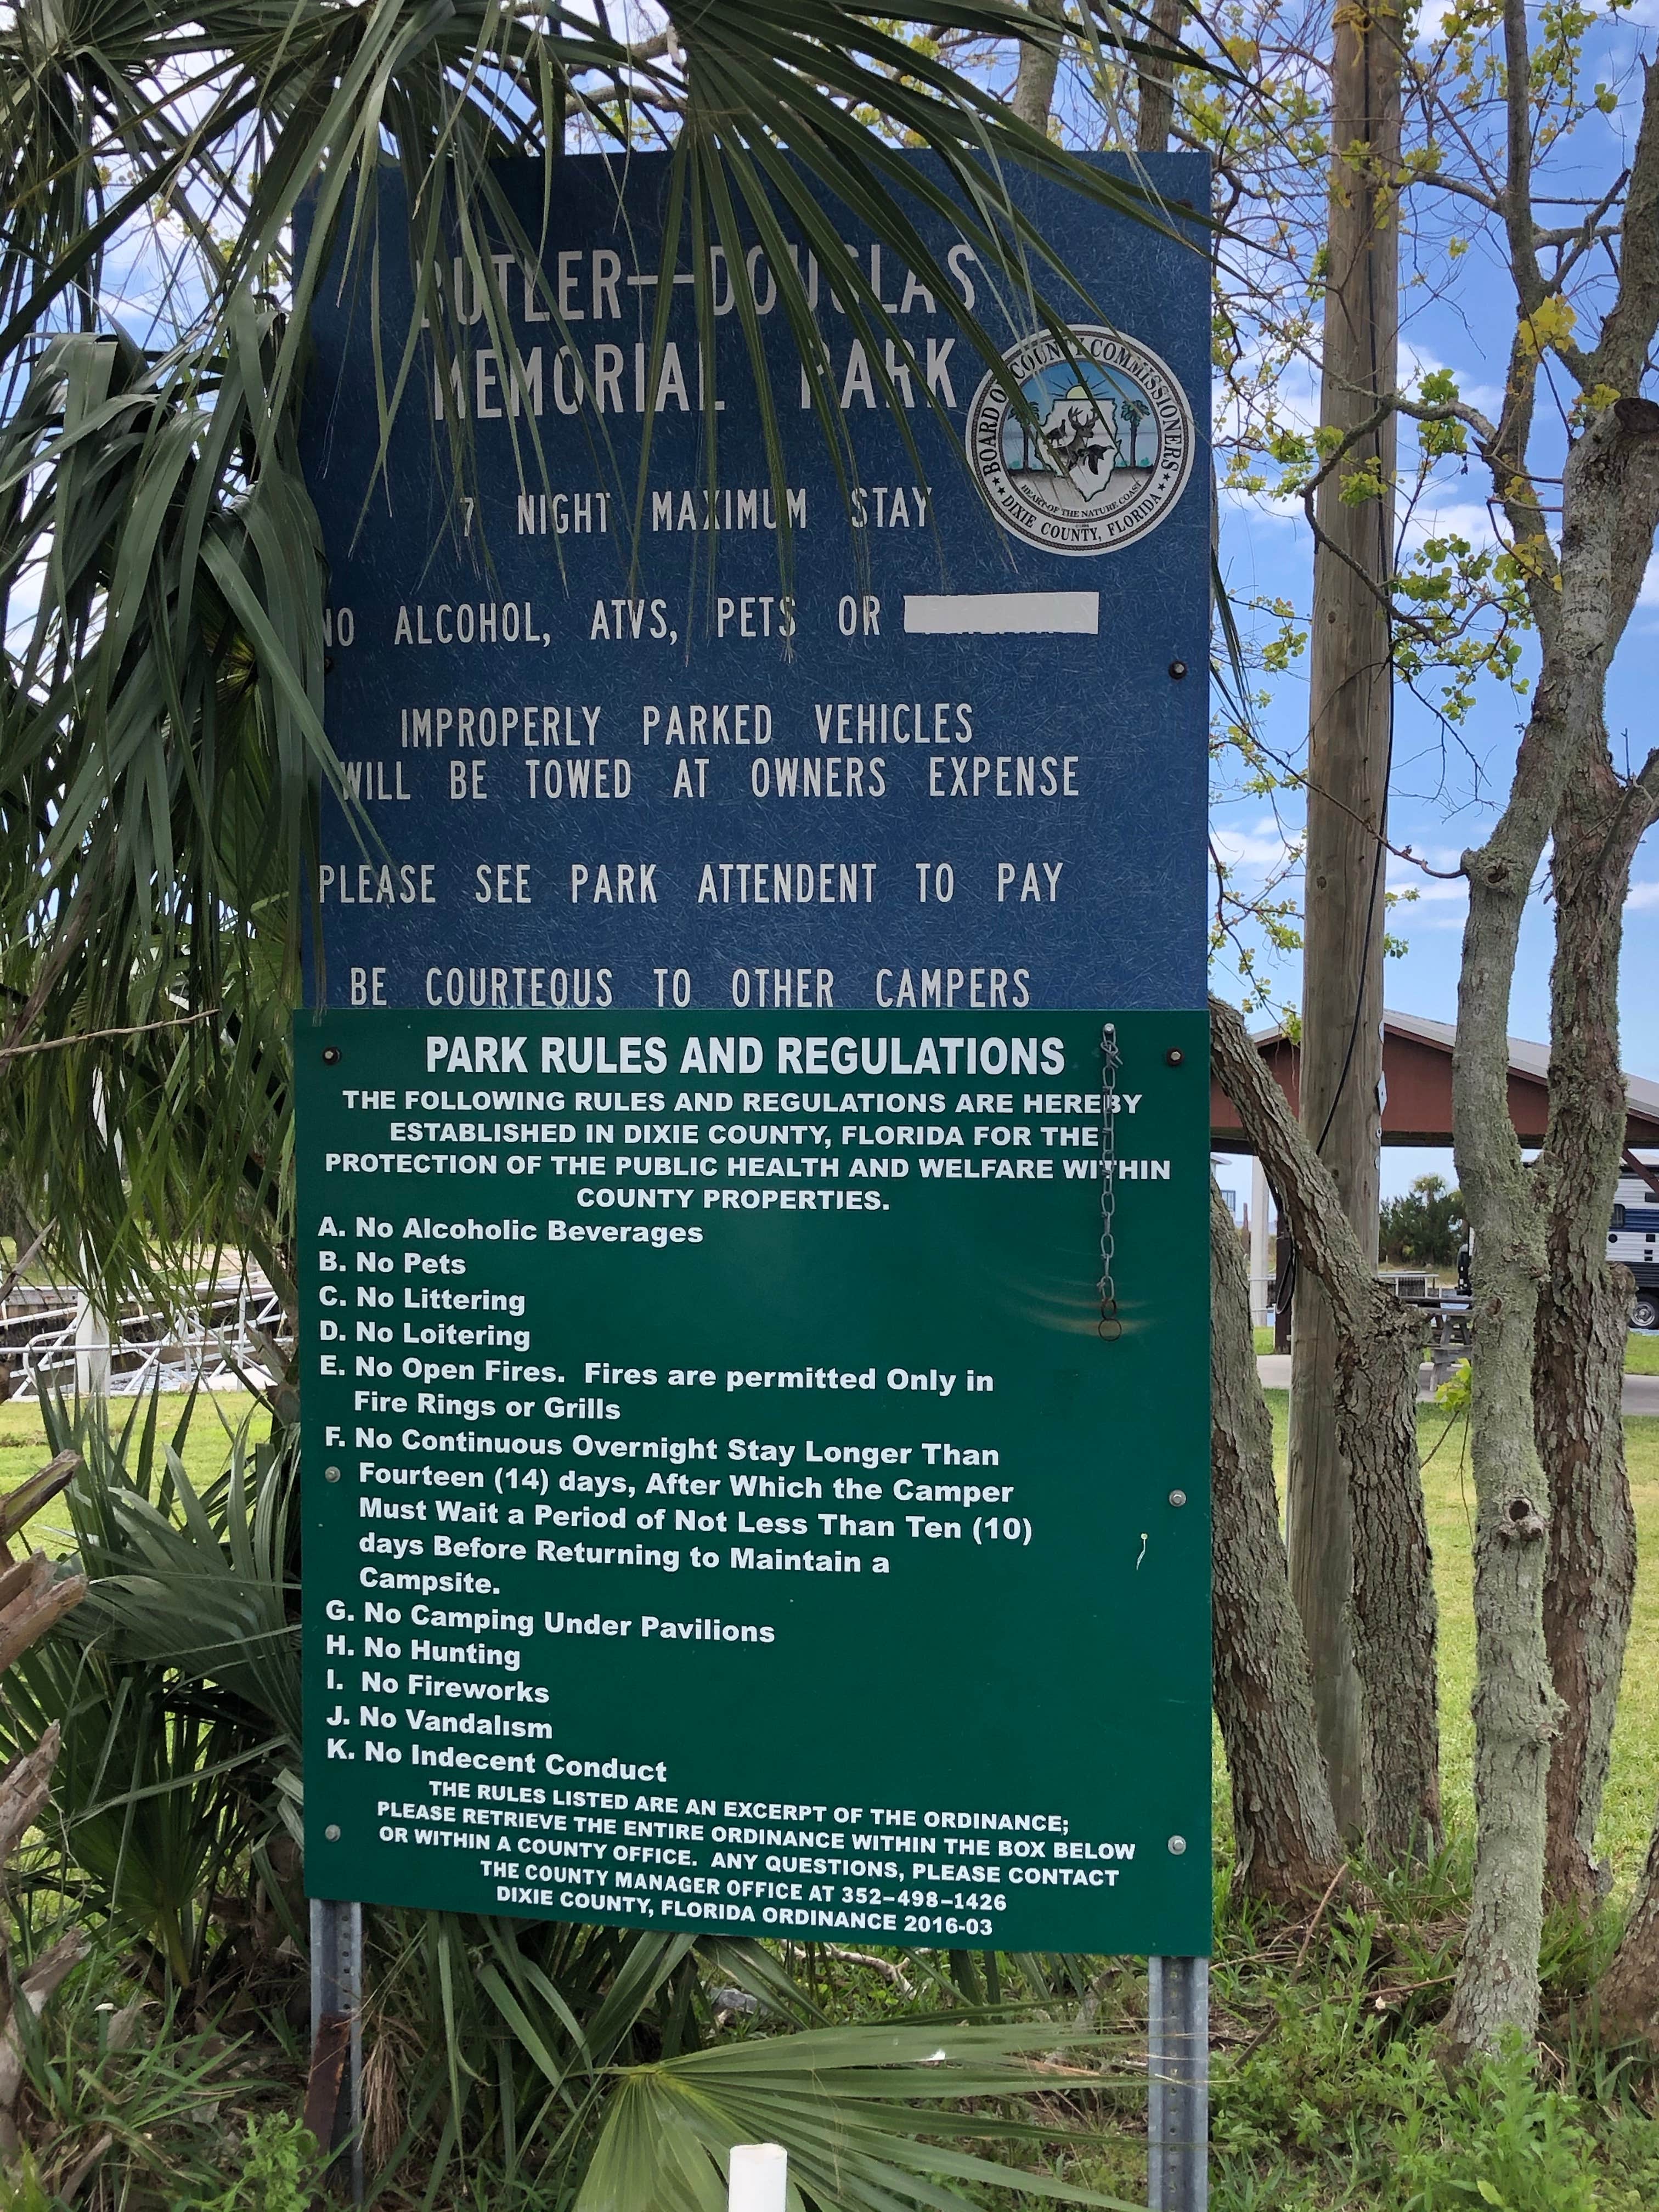 BUTLER—DOUGLAS
MEMORIAL PARK
BOARD OF COUNTY COMMISSIONERS
HEART OF THE NATURE COAST
DIXIE COUNTY, FLORIDA
7 NIGHT MAXIMUM STAY
NO ALCOHOL, ATVS, PETS OR
IMPROPERLY PARKED VEHICLES
WILL BE TOWED AT OWNERS EXPENSE
PLEASE SEE PARK ATTENDENT TO PAY
BE COURTEOUS TO OTHER CAMPERS
PARK RULES AND REGULATIONS
THE FOLLOWING RULES AND REGULATIONS ARE HEREBY
ESTABLISHED IN DIXIE COUNTY, FLORIDA FOR THE
PROTECTION OF THE PUBLIC HEALTH AND WELFARE WITHIN
COUNTY PROPERTIES.
A. No Alcoholic Beverages
B. No Pets
C. No Littering
D. No Loitering
E. No Open Fires. Fires are permitted Only in
Fire Rings or Grills
F. No Continuous Overnight Stay Longer Than
Fourteen (14) days, After Which the Camper
Must Wait a Period of Not Less Than Ten (10)
days Before Returning to Maintain a
Campsite.
G. No Camping Under Pavilions
H. No Hunting
I. No Fireworks
J. No Vandalism
K. No Indecent Conduct
THE RULES LISTED ARE AN EXCERPT OF THE ORDINANCE;
PLEASE RETRIEVE THE ENTIRE ORDINANCE WITHIN THE BOX BELOW
OR WITHIN A COUNTY OFFICE. ANY QUESTIONS, PLEASE CONTACT
THE COUNTY MANAGER OFFICE AT 352-498-1426
DIXIE COUNTY, FLORIDA ORDINANCE 2016-03